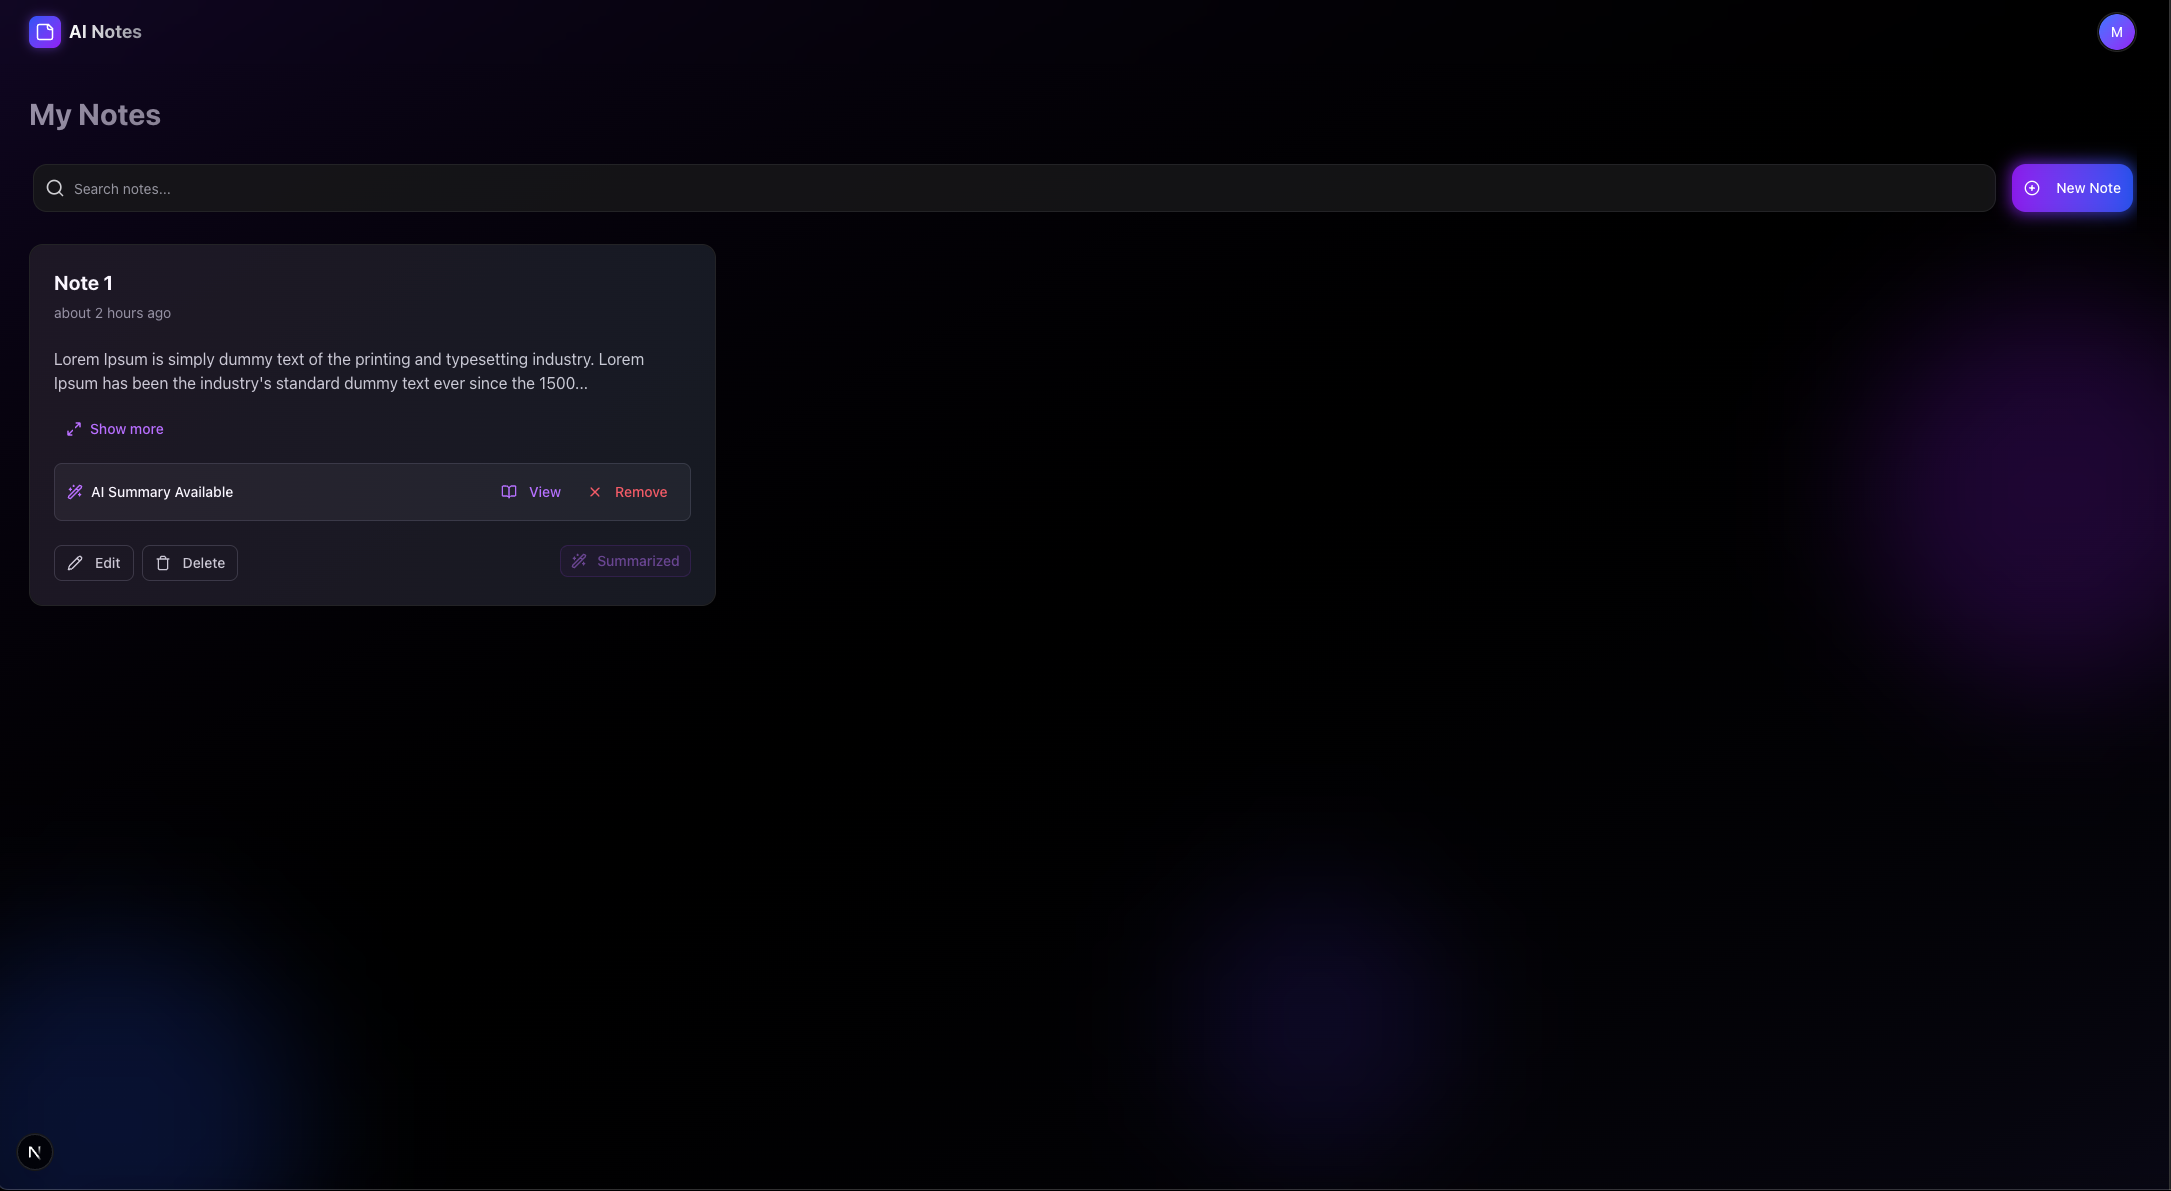 AI Notes
M
My Notes
Search notes...
New Note
Note 1
about 2 hours ago
Lorem Ipsum is simply dummy text of the printing and typesetting industry. Lorem
Ipsum has been the industry's standard dummy text ever since the 1500...
Show more
AI Summary Available
View
Remove
Edit
Delete
Summarized
N